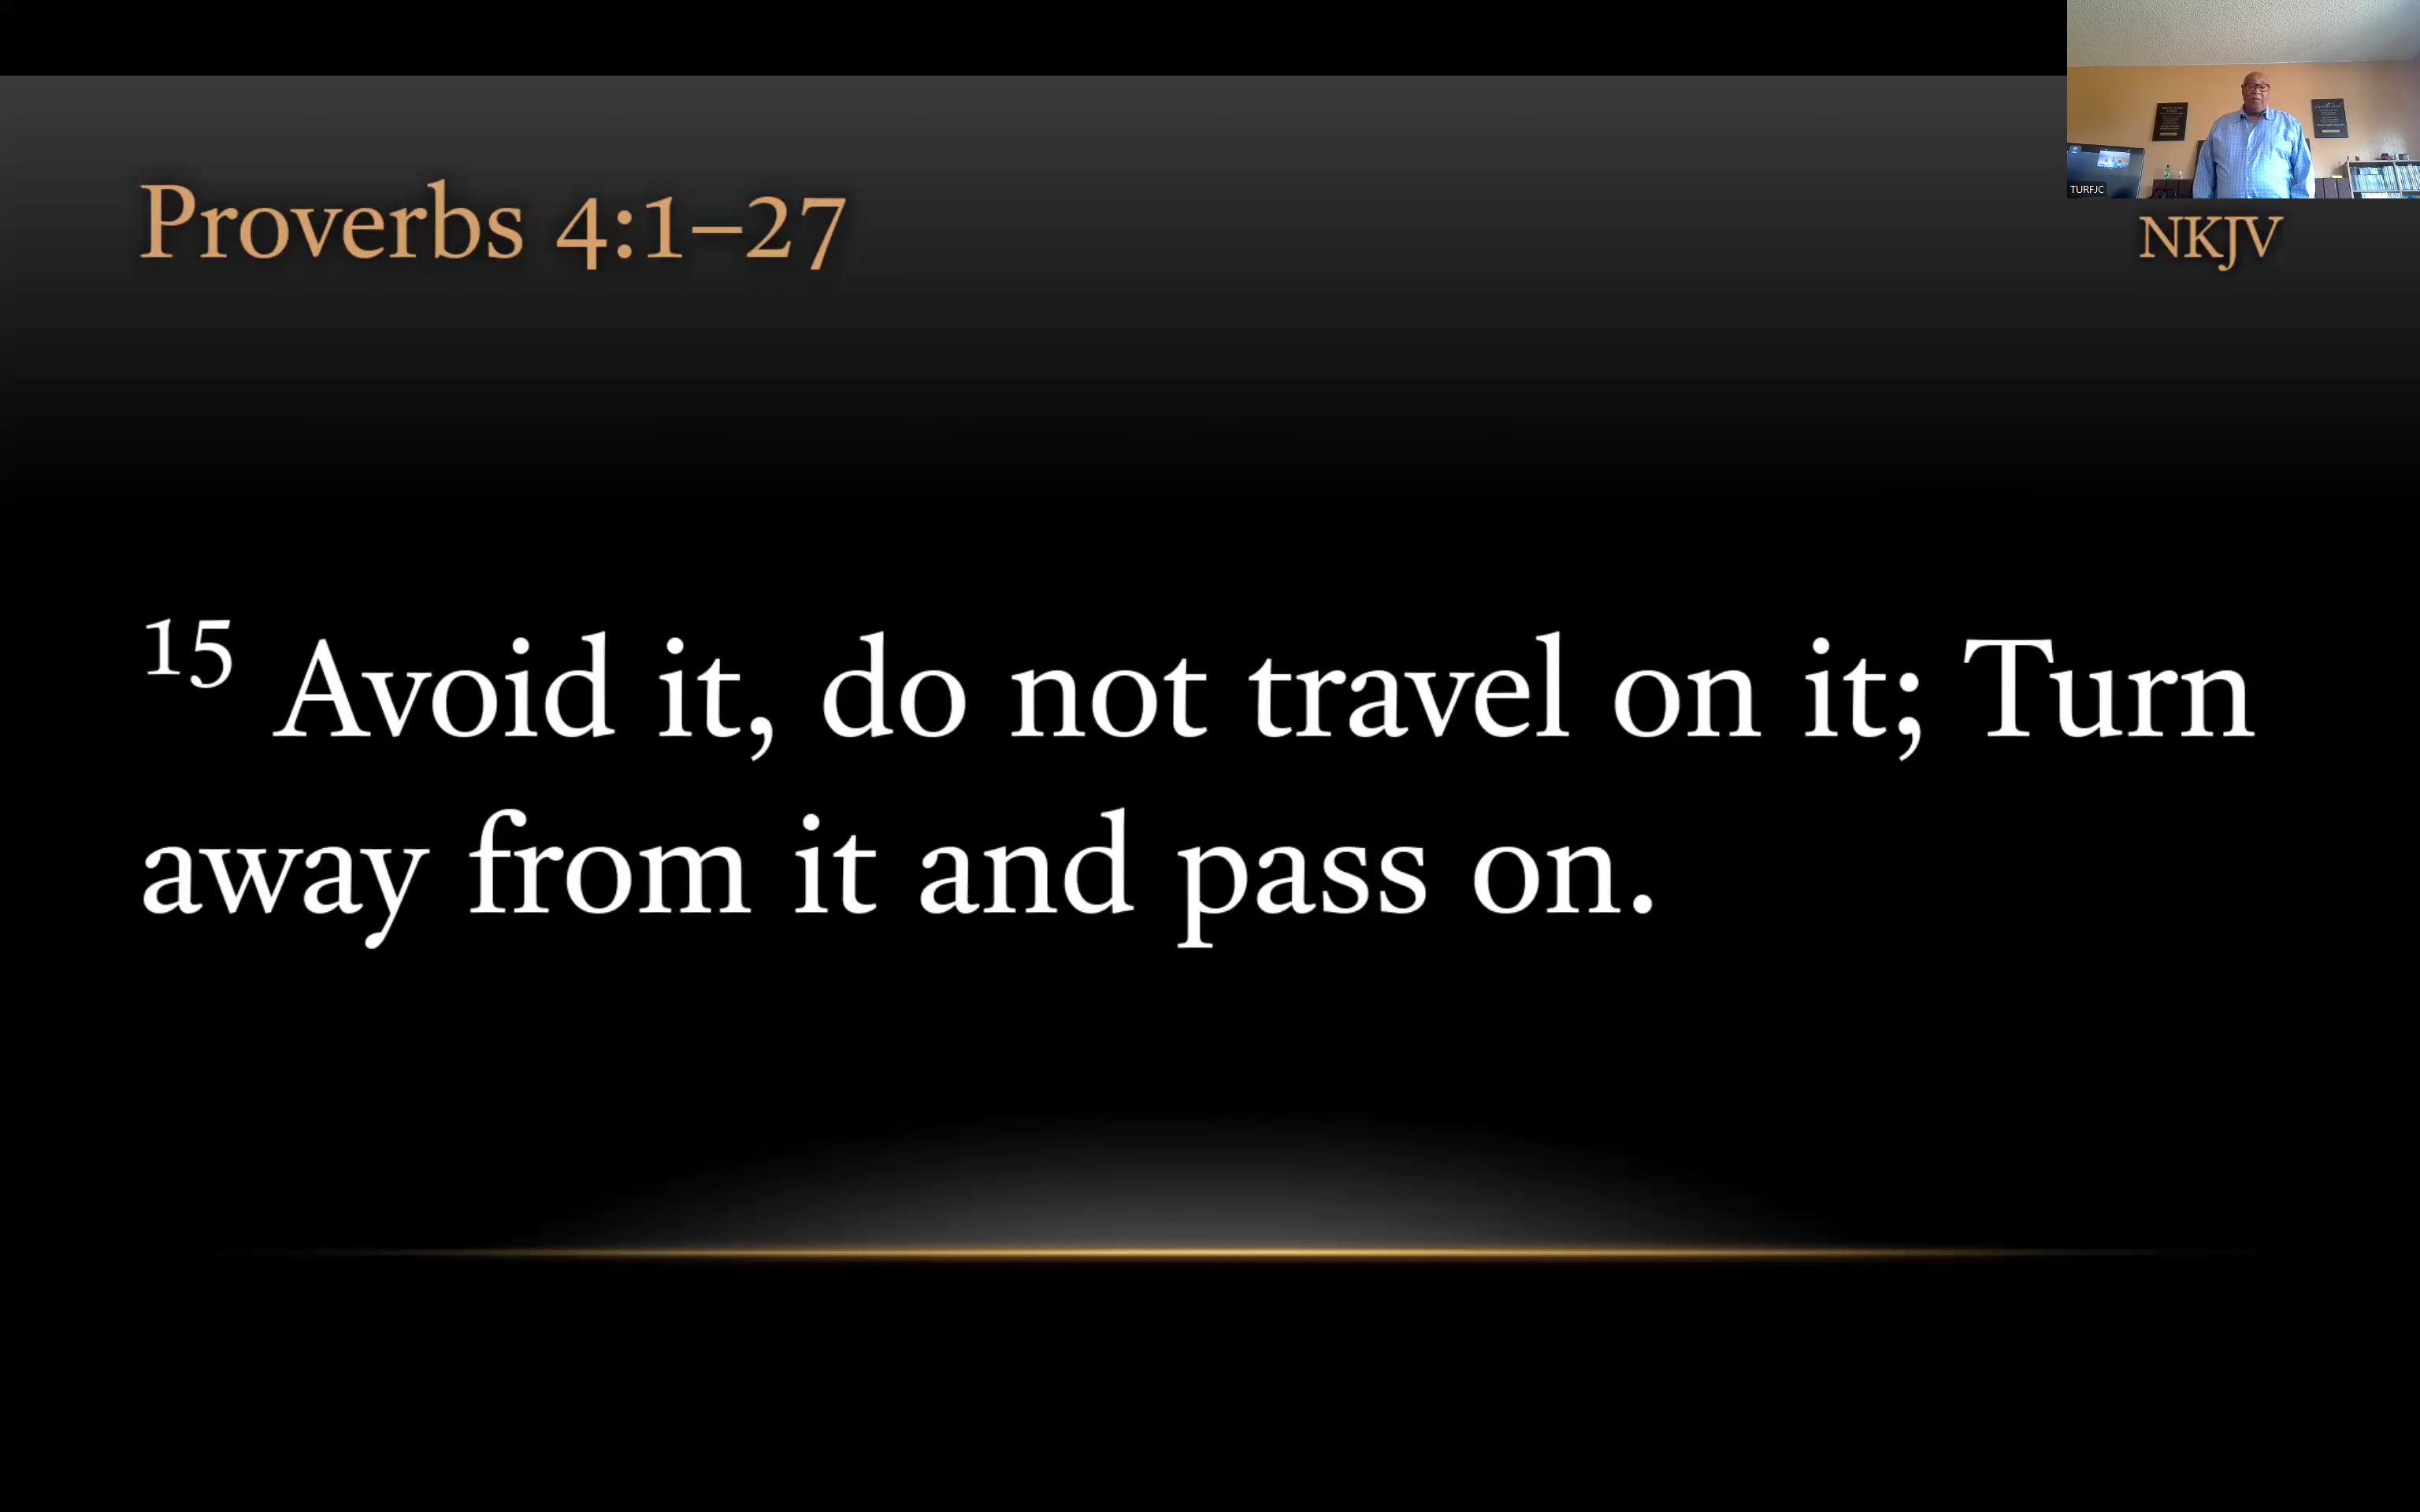 Proverbs 4:1–27
TURFJC
NKJV
15 Avoid it, do not travel on it; Turn
away from it and pass on.